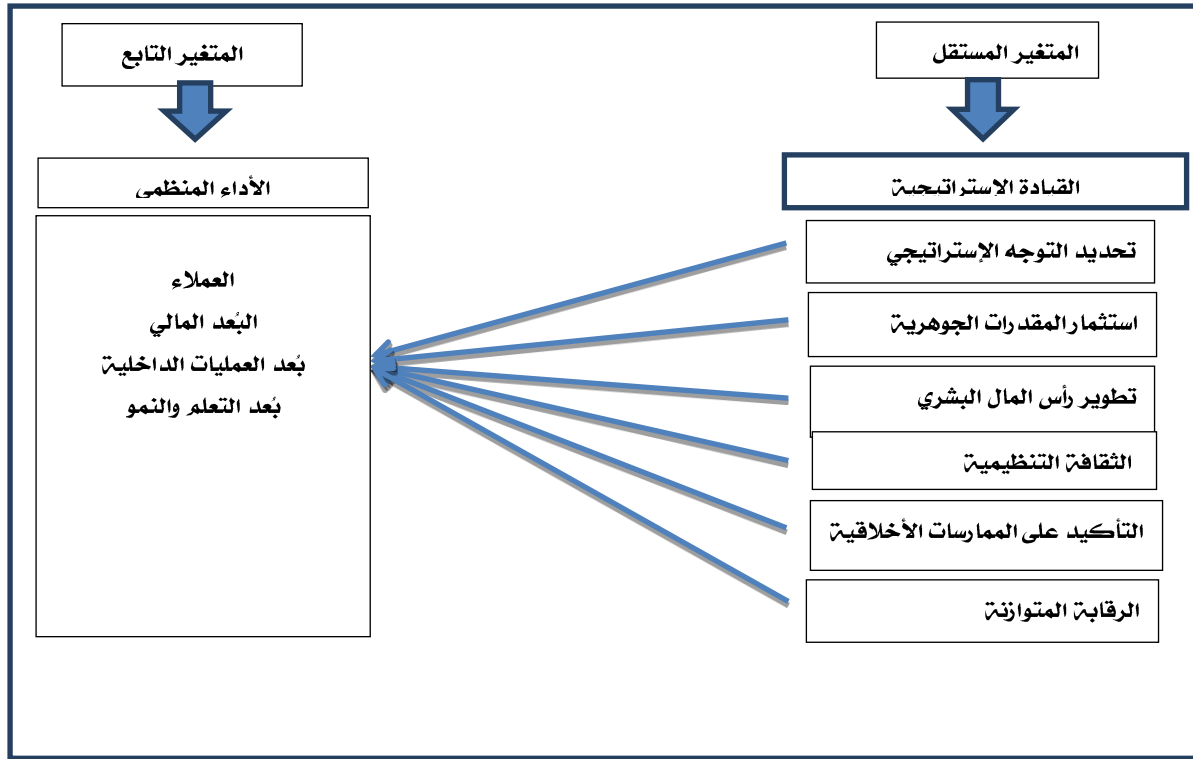 المتغير المستقل
المتغير التابع
القيادة الاستراتيجية
الأداء المنظمي
تحديد التوجه الإستراتيجي
استثمار المقدرات الجوهرية
تطوير رأس المال البشري
الثقافة التنظيمية
التأكيد على الممارسات الأخلاقية
الرقابة المتوازنة
العملاء
البُعد المالي
بُعد العمليات الداخلية
بُعد التعلم والنمو